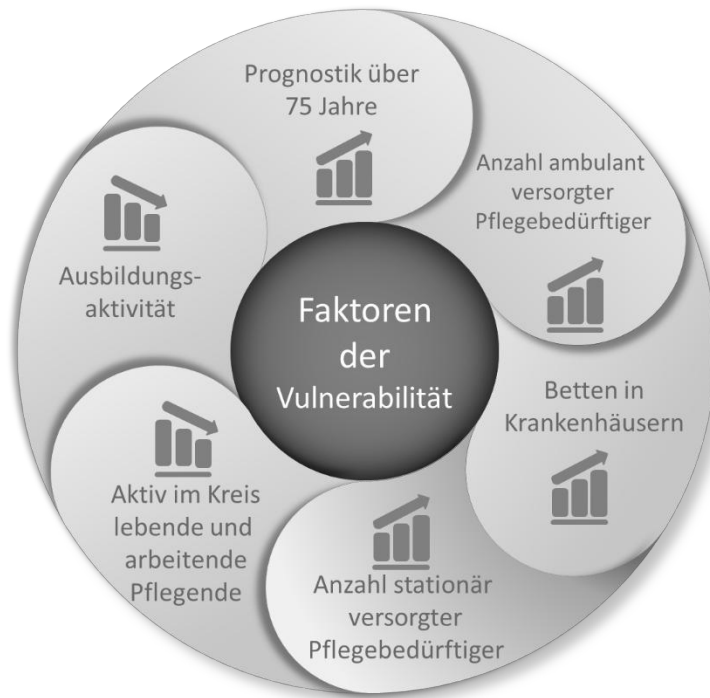 Prognostik über
75 Jahre
Anzahl ambulant
versorgter
Pflegebedürftiger
Betten in
Krankenhäusern
Anzahl stationär
versorgter
Pflegebedürftiger
Aktiv im Kreis
lebende und
arbeitende
Pflegende
Ausbildungs-
aktivität
Faktoren
der
Vulnerabilität